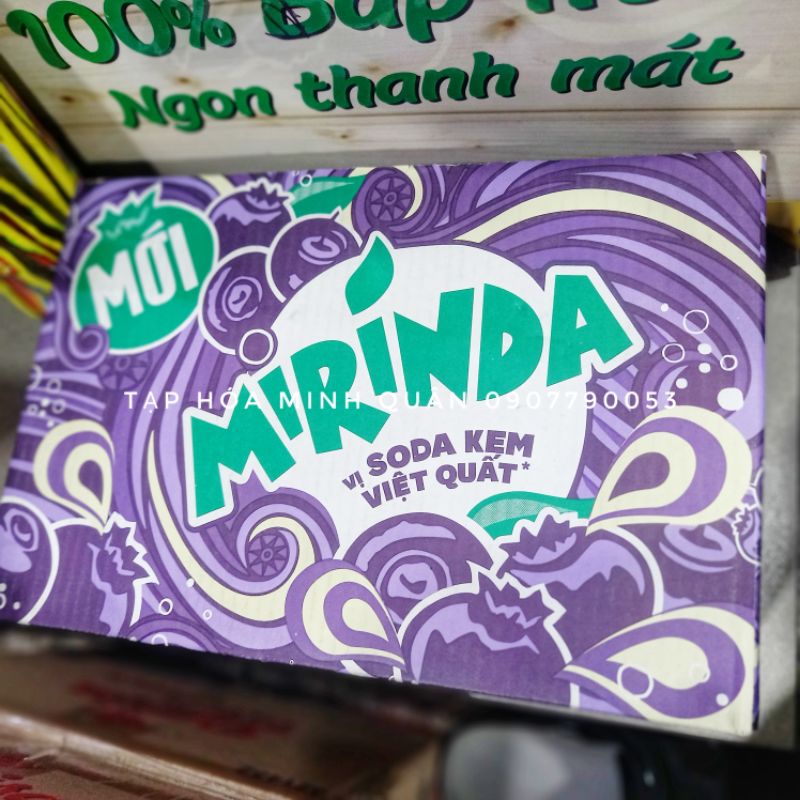 100% Bắp
Ngon thanh mát
MỚI
MIRINDA
TẠP HÓA MINH QUÂN 0907790053
VỊ SODA KEM
VIỆT QUẤT*